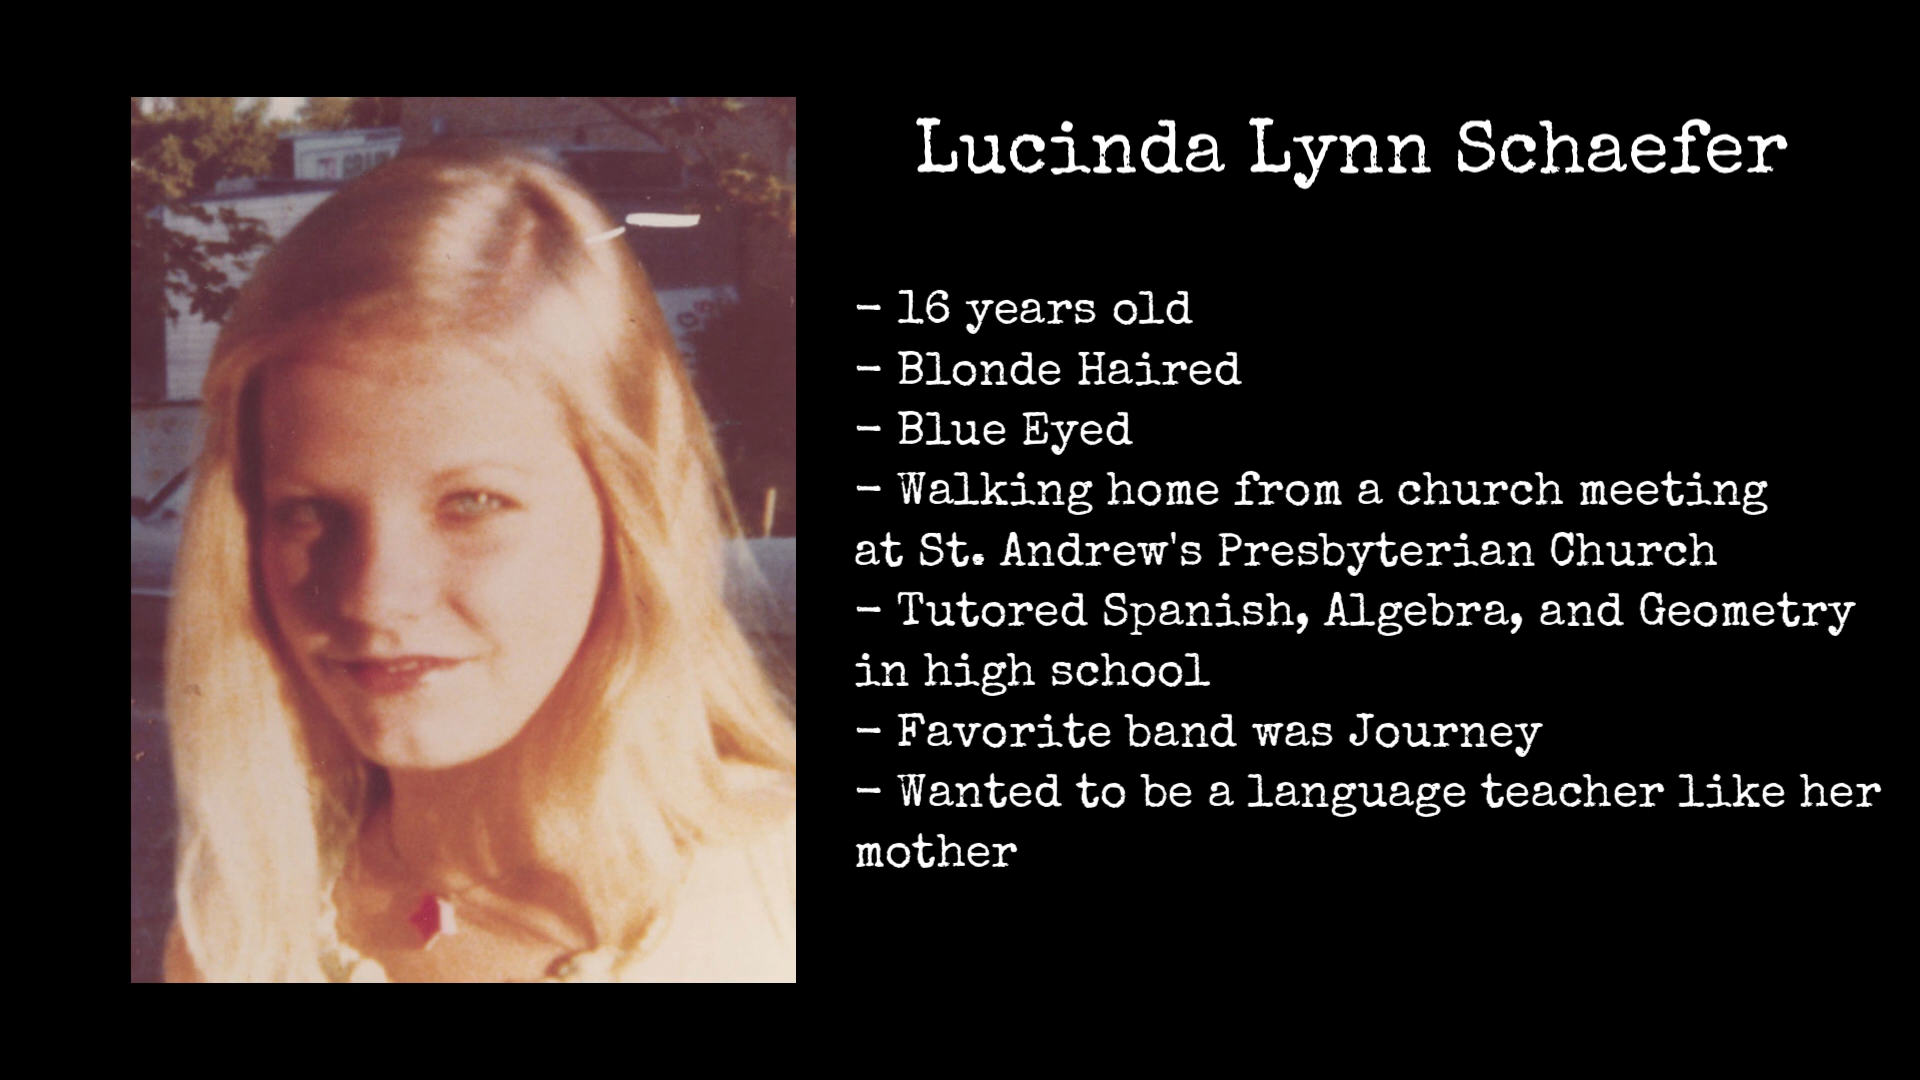 Lucinda Lynn Schaefer
- 16 years old
- Blonde Haired
- Blue Eyed
- Walking home from a church meeting
at St. Andrew's Presbyterian Church
- Tutored Spanish, Algebra, and Geometry
in high school
- Favorite band was Journey
- Wanted to be a language teacher like her
mother